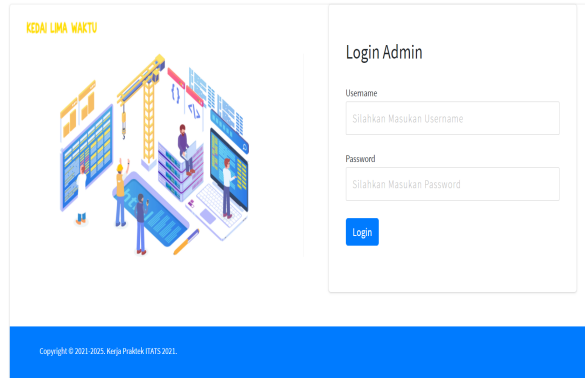 KEDAI LIMA WAKTU
Login Admin
Username
Silahkan Masukan Username
Password
Silahkan Masukan Password
Login
Copyright © 2021-2025. Kerja Praktek ITATS 2021.